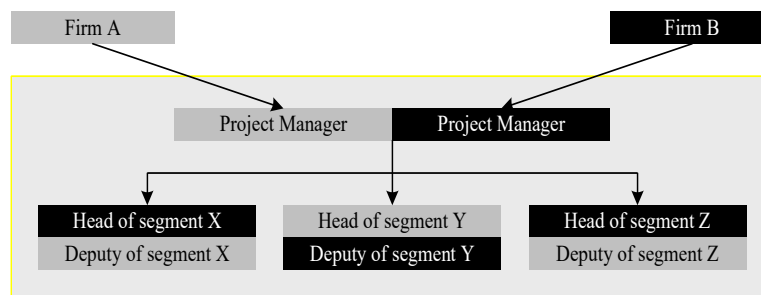 Firm A
Firm B
Project Manager
Project Manager
Head of segment X
Deputy of segment X
Head of segment Y
Deputy of segment Y
Head of segment Z
Deputy of segment Z